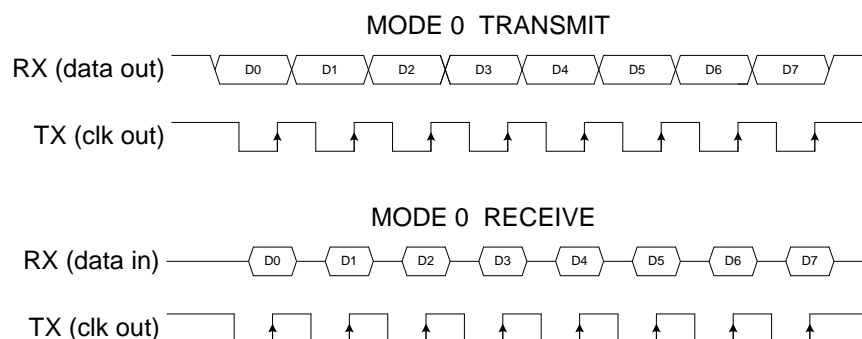 MODE 0 TRANSMIT
RX (data out) D0 D1 D2 D3 D4 D5 D6 D7
TX (clk out)
MODE 0 RECEIVE
RX (data in) D0 D1 D2 D3 D4 D5 D6 D7
TX (clk out)